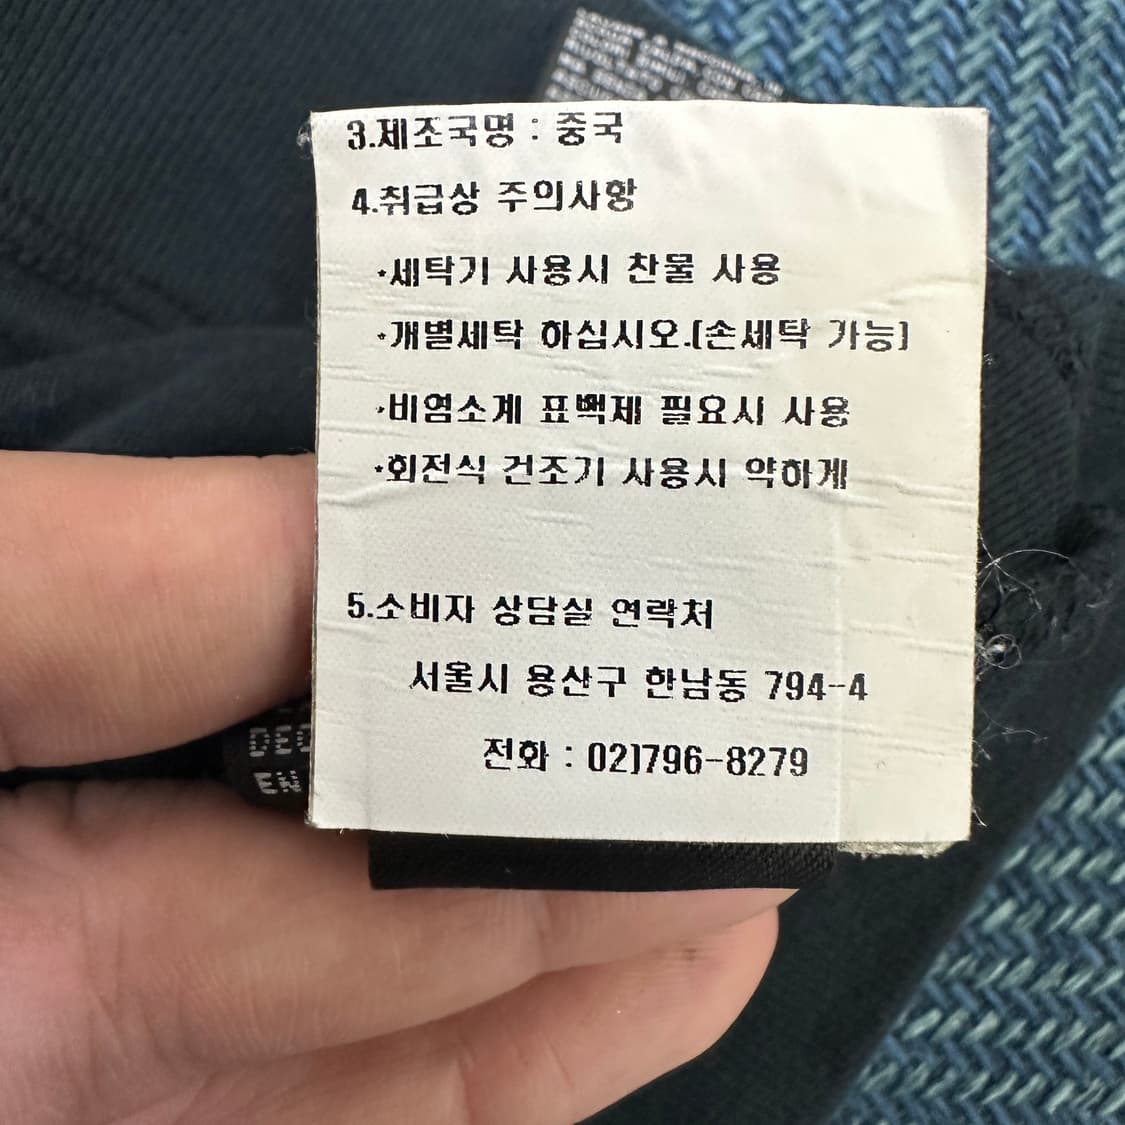 3.제조국명 : 중국
4.취급상 주의사항
·세탁기 사용시 찬물 사용
·개별세탁 하십시오.(손세탁 가능)
·비염소계 표백제 필요시 사용
·회전식 건조기 사용시 약하게
5.소비자 상담실 연락처
서울시 용산구 한남동 794-4
전화 : 02)796-8279